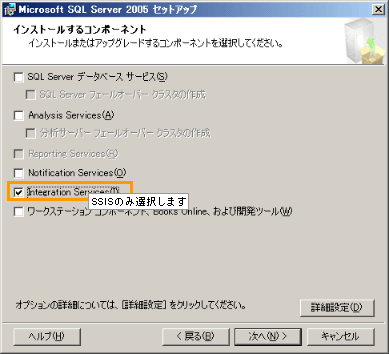 Microsoft SQL Server 2005 セットアップ
インストールするコンポーネント
インストールまたはアップグレードするコンポーネントを選択してください。
SQL Server データベース サービス(S)
SQL Server フェールオーバー クラスタの作成
Analysis Services(A)
分析サーバー フェールオーバー クラスタの作成
Reporting Services(R)
Notification Services(O)
Integration Services(I)
SSISのみ選択します
ワークステーション コンポーネント、Books Online、および開発ツール(W)
オプションの詳細については、[詳細設定] をクリックしてください。
詳細設定(D)
ヘルプ(H)
< 戻る(B)
次へ(N) >
キャンセル